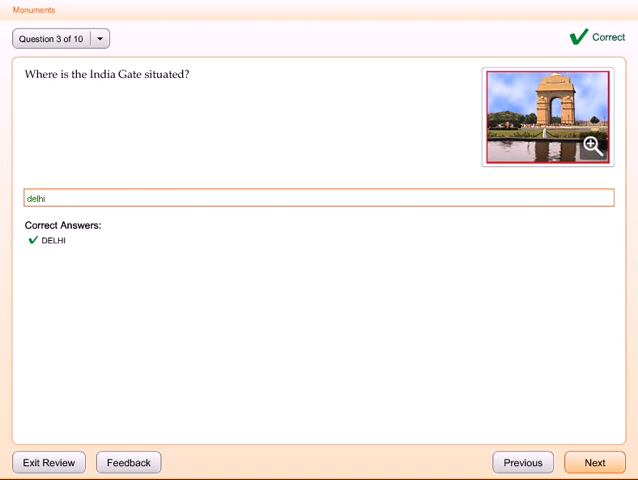 Monuments
Question 3 of 10
Correct
Where is the India Gate situated?
delhi
Correct Answers:
DELHI
Exit Review
Feedback
Previous
Next